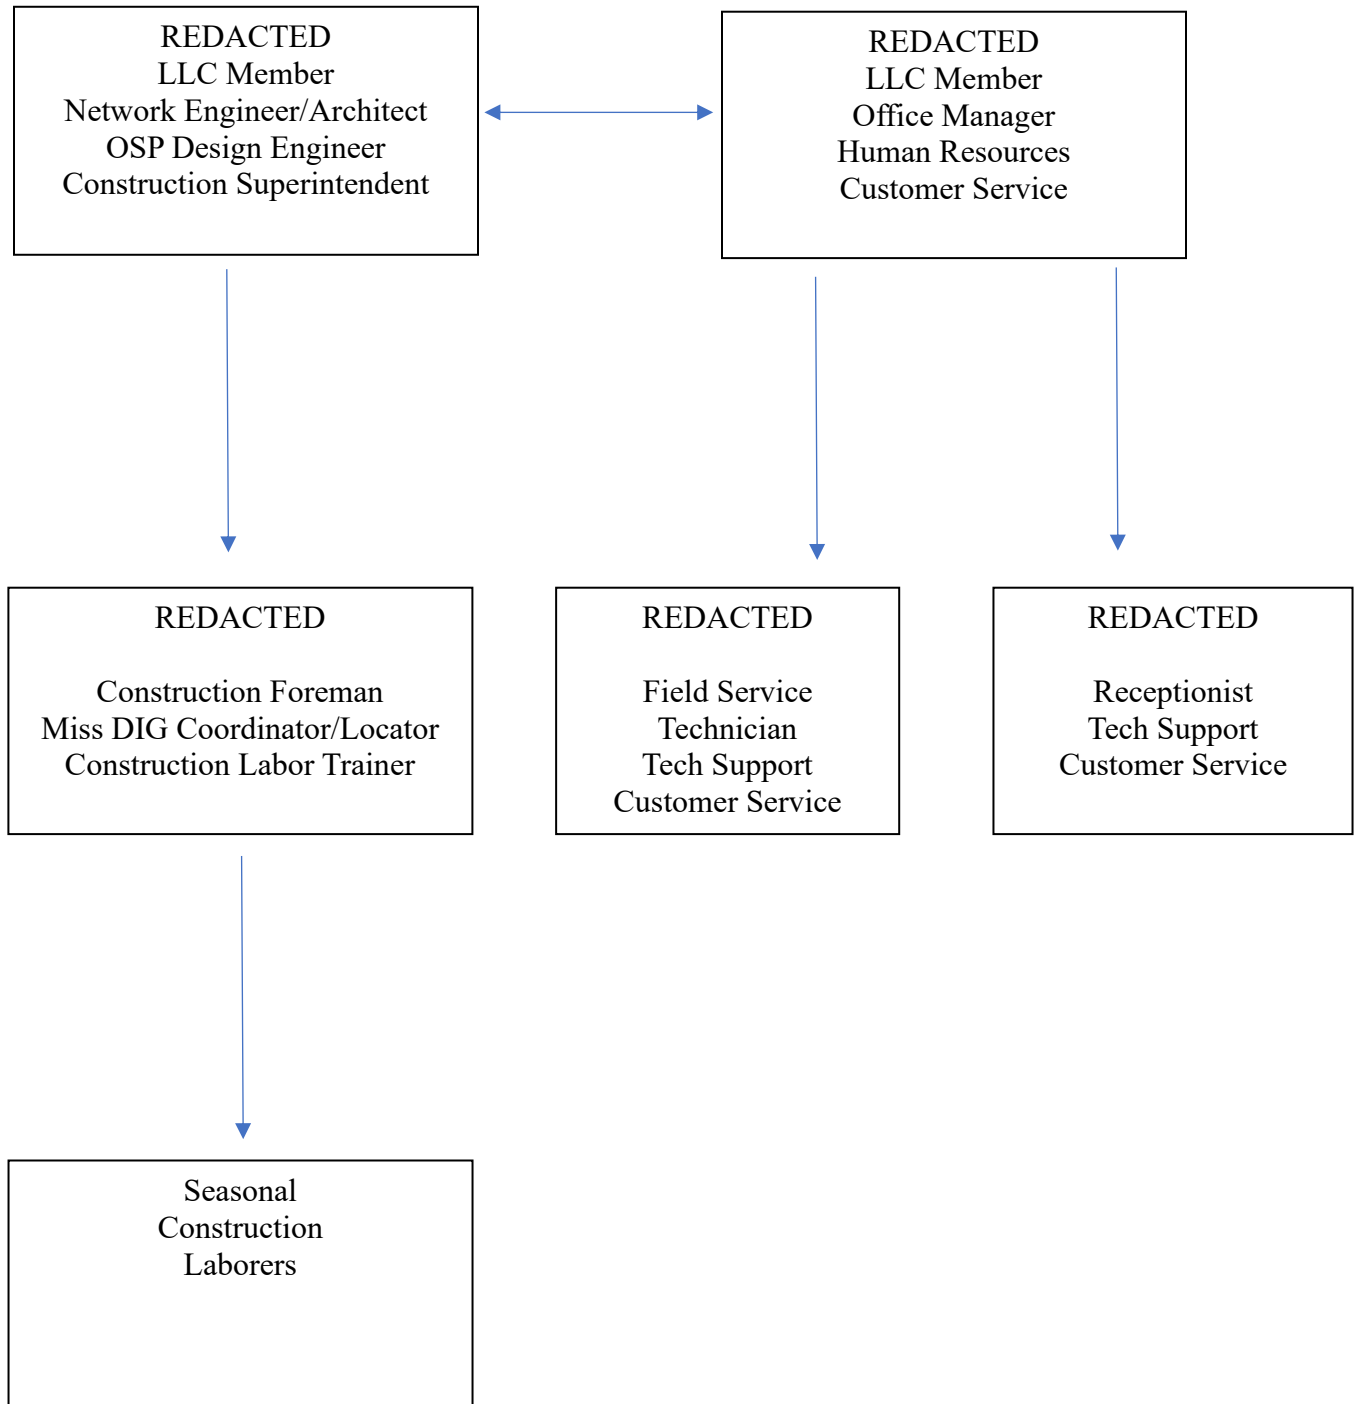 REDACTED
LLC Member
Network Engineer/Architect
OSP Design Engineer
Construction Superintendent
REDACTED
LLC Member
Office Manager
Human Resources
Customer Service
REDACTED
Construction Foreman
Miss DIG Coordinator/Locator
Construction Labor Trainer
REDACTED
Field Service
Technician
Tech Support
Customer Service
REDACTED
Receptionist
Tech Support
Customer Service
Seasonal
Construction
Laborers